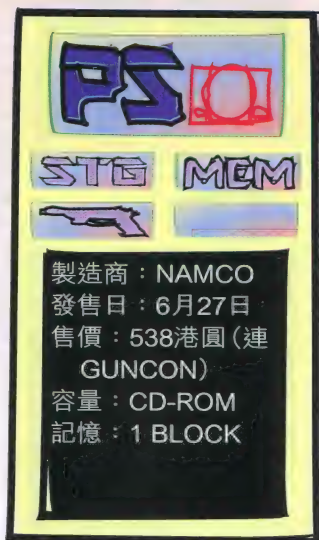 PS
STG MEM
製造商：NAMCO
發售日：6月27日
售價：538港圓（連
GUNCON）
容量：CD-ROM
記憶：1 BLOCK